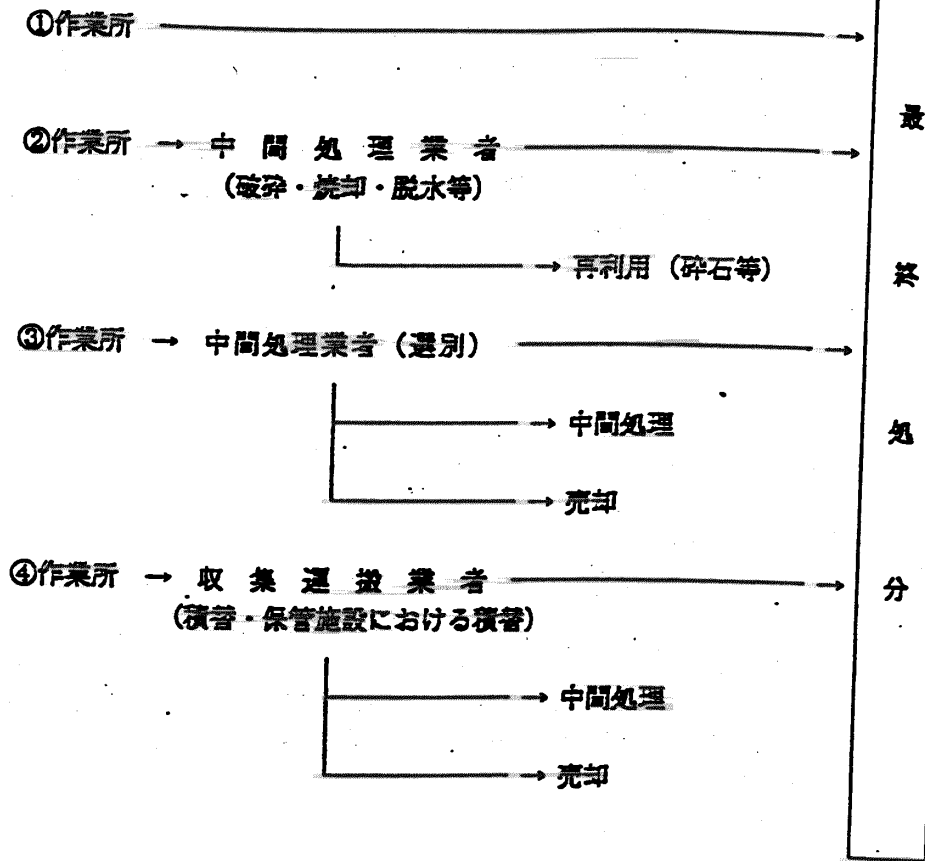 ①作業所 →
②作業所 → 中間処理業者 →
(破砕・焼却・脱水等)
→ 再利用(砕石等)
③作業所 → 中間処理業者(選別) →
→ 中間処理
→ 売却
④作業所 → 収集運搬業者 →
(積替・保管施設における積替)
→ 中間処理
→ 売却
最終処分